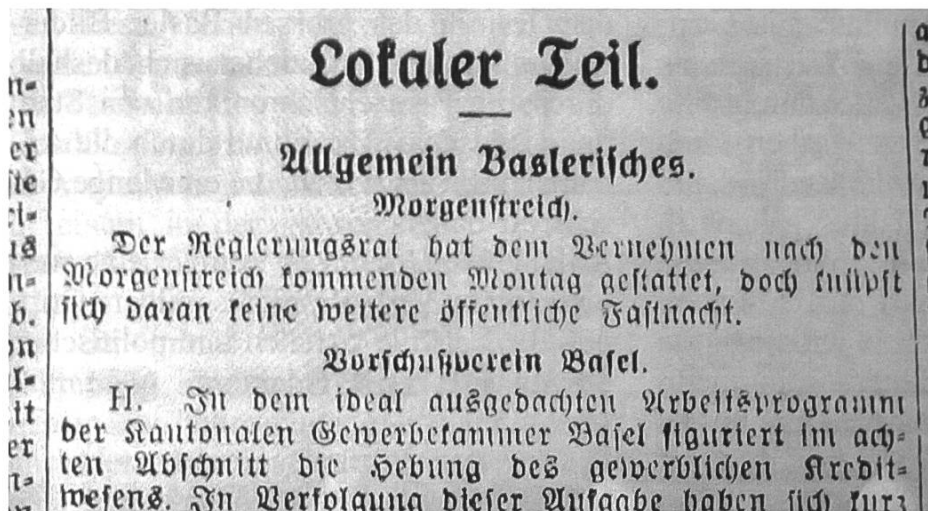 Lokaler Teil.
Allgemein Baslerisches.
Morgenstreich.
Der Regierungsrat hat dem Vernehmen nach den
Morgenstreich kommenden Montag gestattet, doch knüpft
sich daran keine weitere öffentliche Fastnacht.
Vorschußverein Basel.
H. In dem ideal ausgedachten Arbeitsprogramm
der Kantonalen Gewerbekammer Basel figuriert im ach-
ten Abschnitt die Hebung des gewerblichen Kredit-
wesens. In Verfolgung dieser Aufgabe haben sich kurz